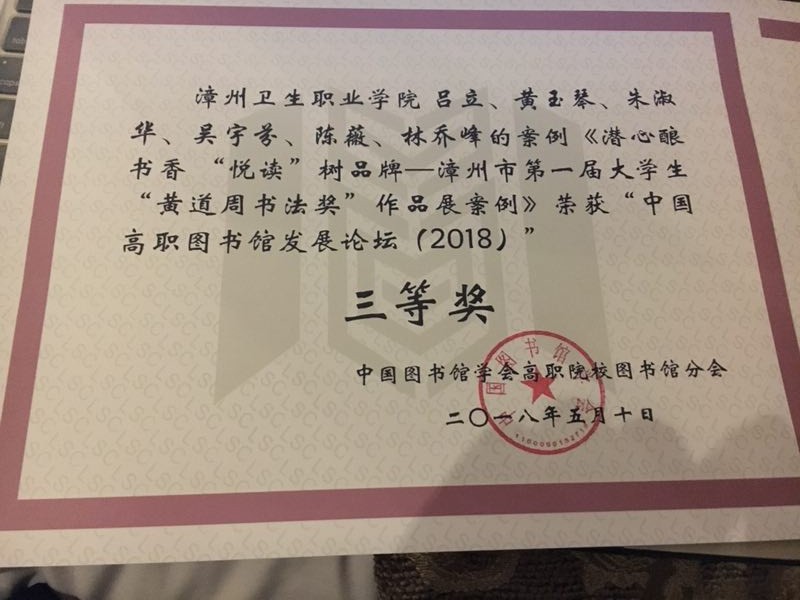 漳州卫生职业学院 吕立、黄玉琴、朱淑
华、吴宇芬、陈薇、林乔峰的案例《潜心酿
书香 “悦读”树品牌—漳州市第一届大学生
“黄道周书法奖”作品展案例》荣获“中国
高职图书馆发展论坛（2018）”
三等奖
中国图书馆学会高职院校图书馆分会
二〇一八年五月十日